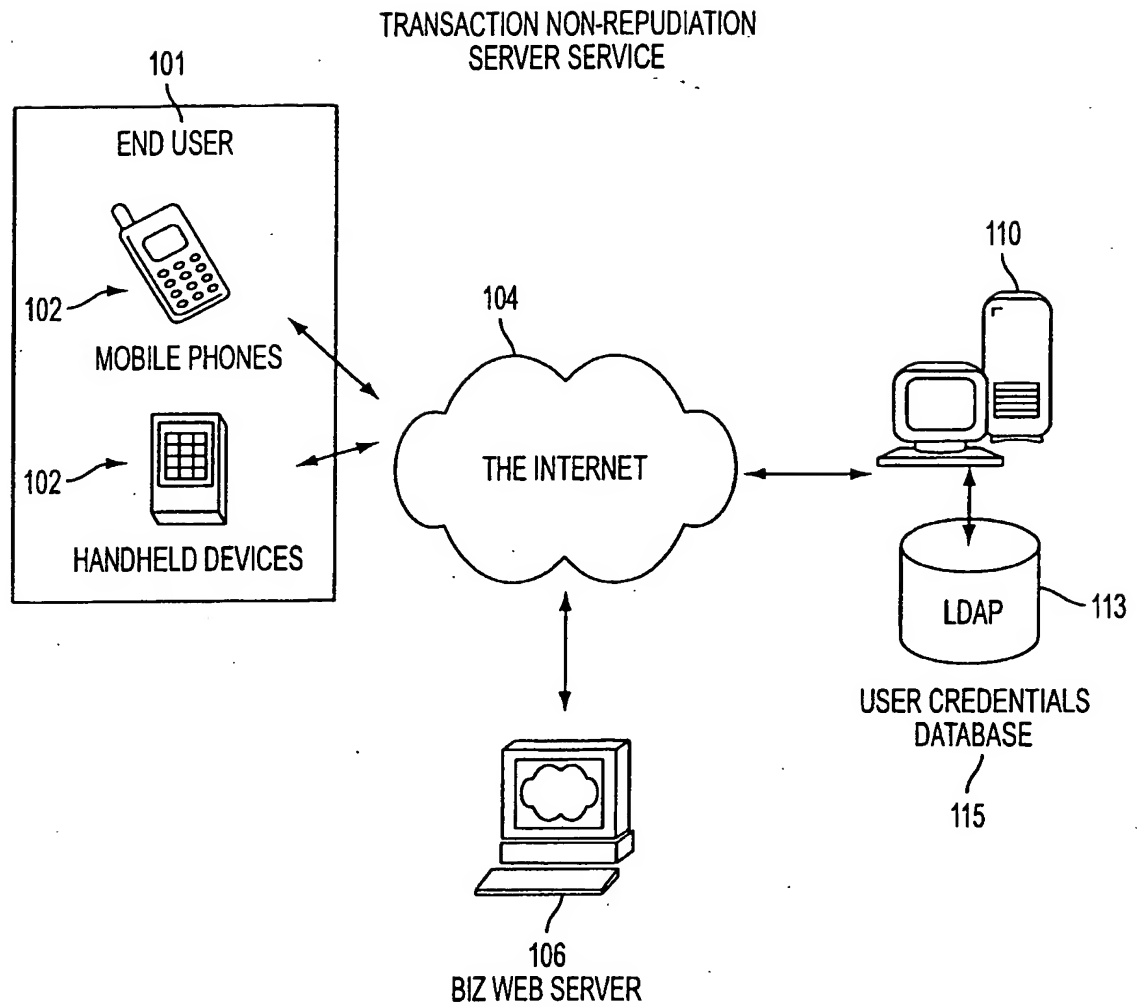 TRANSACTION NON-REPUDIATION
SERVER SERVICE
101
END USER
102
MOBILE PHONES
102
HANDHELD DEVICES
104
THE INTERNET
110
LDAP
113
USER CREDENTIALS
DATABASE
115
106
BIZ WEB SERVER